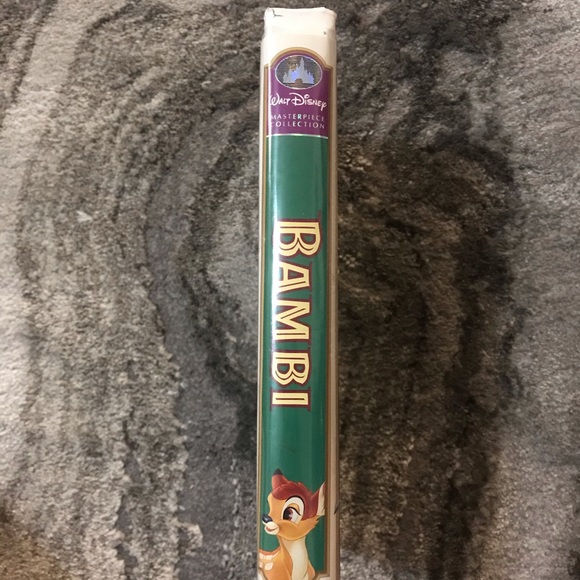 Walt Disney
MASTERPIECE
COLLECTION
BAMBI